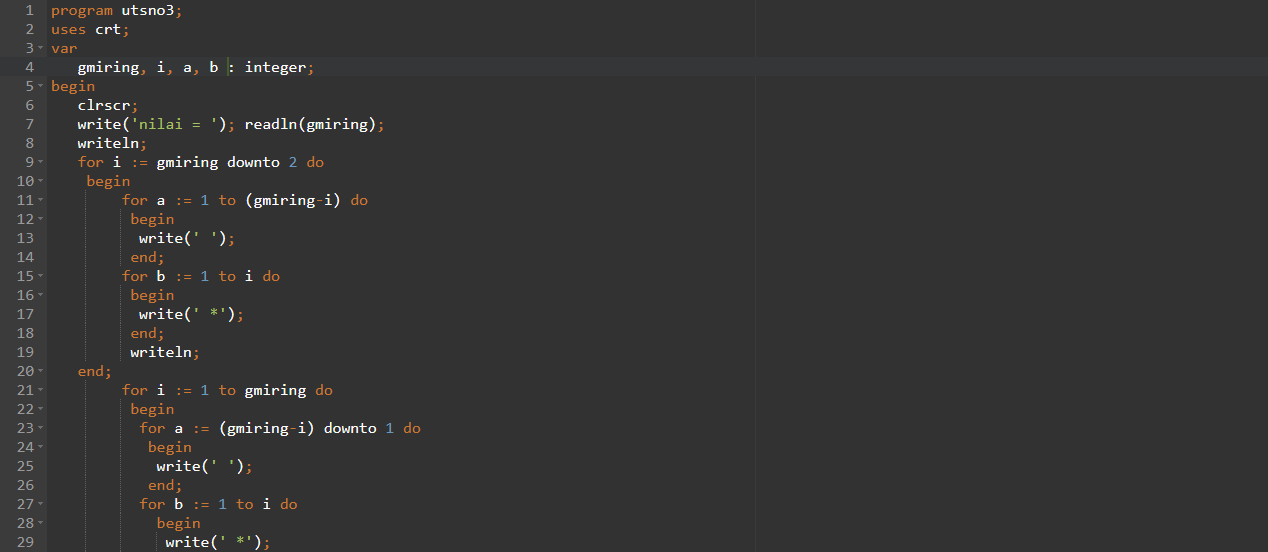 1 program utsno3;
2 uses crt;
3 var
4 gmiring, i, a, b : integer;
5 begin
6 clrscr;
7 write('nilai = '); readln(gmiring);
8 writeln;
9 for i := gmiring downto 2 do
10 begin
11 for a := 1 to (gmiring-i) do
12 begin
13 write(' ');
14 end;
15 for b := 1 to i do
16 begin
17 write(' *');
18 end;
19 writeln;
20 end;
21 for i := 1 to gmiring do
22 begin
23 for a := (gmiring-i) downto 1 do
24 begin
25 write(' ');
26 end;
27 for b := 1 to i do
28 begin
29 write(' *');